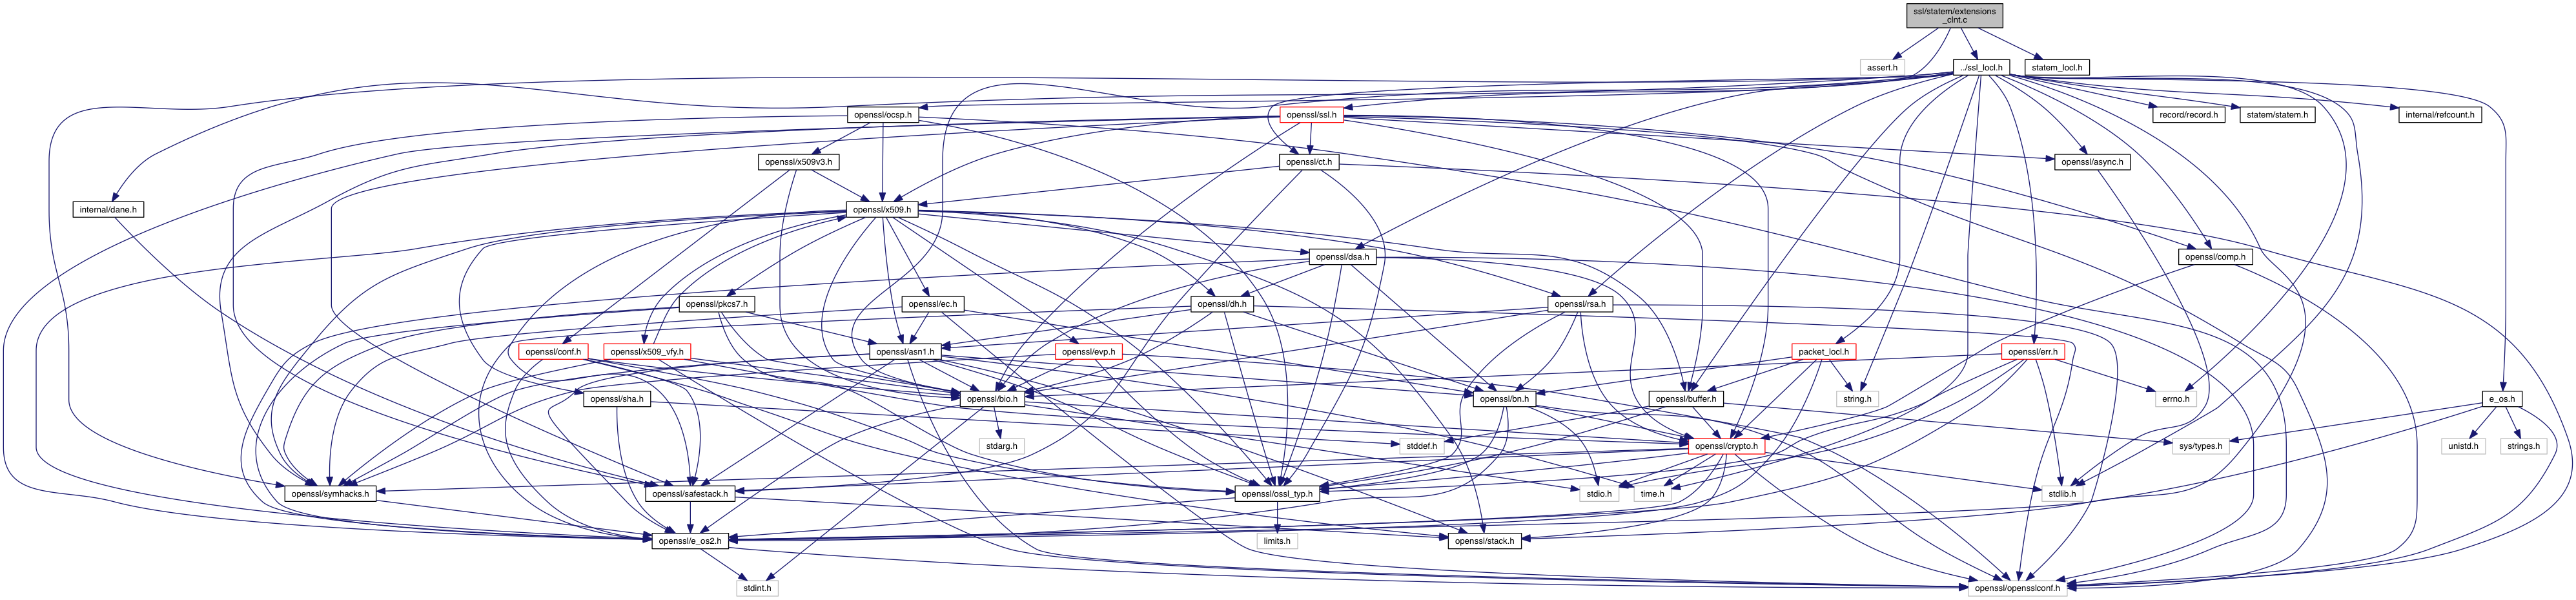 ssl/statem/extensions
_clnt.c
assert.h
../ssl_locl.h
statem_locl.h
openssl/ocsp.h
openssl/ssl.h
record/record.h
statem/statem.h
internal/refcount.h
openssl/x509v3.h
openssl/ct.h
openssl/async.h
internal/dane.h
openssl/x509.h
openssl/dsa.h
openssl/comp.h
openssl/pkcs7.h
openssl/ec.h
openssl/dh.h
openssl/rsa.h
openssl/conf.h
openssl/x509_vfy.h
openssl/asn1.h
openssl/evp.h
packet_locl.h
openssl/err.h
openssl/sha.h
openssl/bio.h
openssl/bn.h
openssl/buffer.h
string.h
errno.h
e_os.h
stdarg.h
stddef.h
openssl/crypto.h
sys/types.h
unistd.h
strings.h
openssl/symhacks.h
openssl/safestack.h
openssl/ossl_typ.h
stdio.h
time.h
stdlib.h
openssl/e_os2.h
limits.h
openssl/stack.h
stdint.h
openssl/opensslconf.h